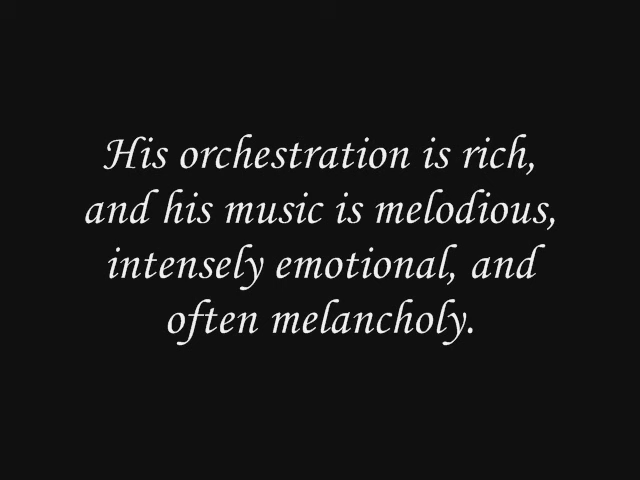 His orchestration is rich,
and his music is melodious,
intensely emotional, and
often melancholy.